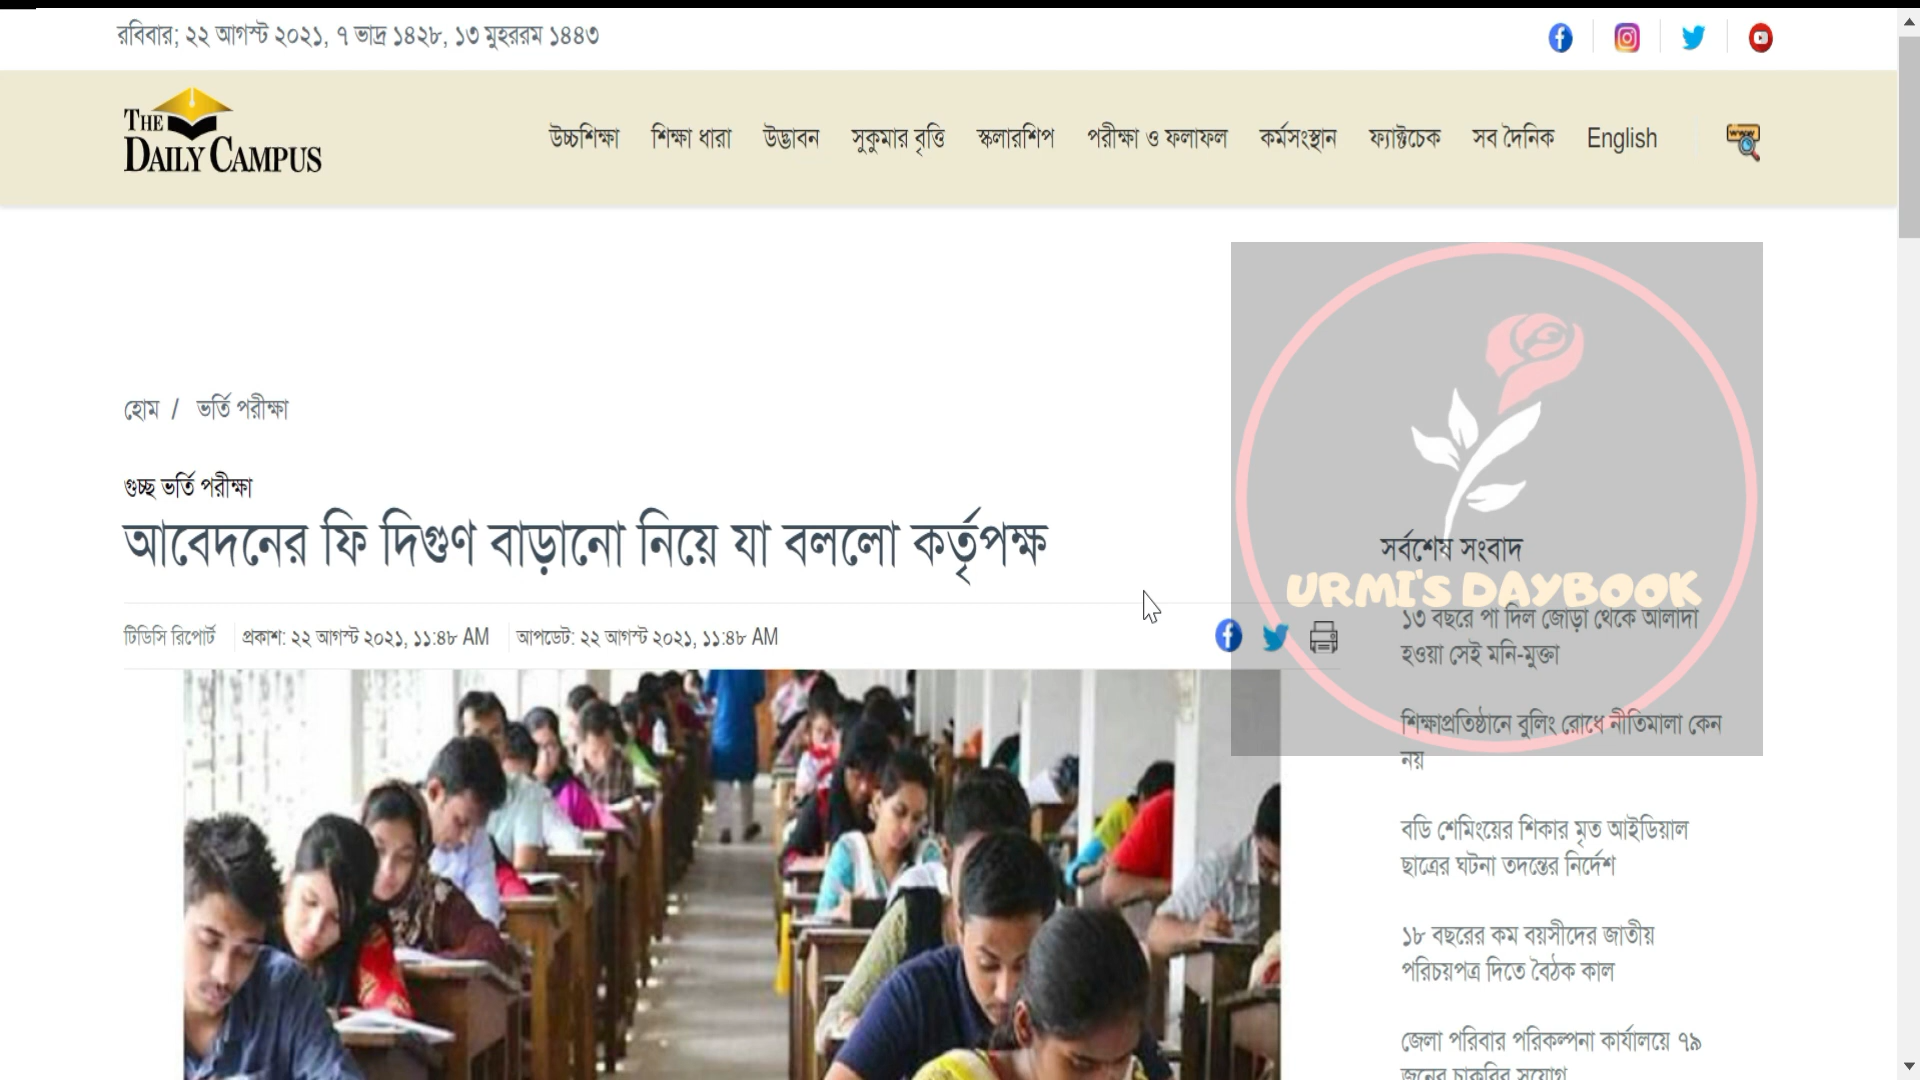 রবিবার; ২২ আগস্ট ২০২১, ৭ ভাদ্র ১৪২৮, ১৩ মুহররম ১৪৪৩
THE
DAILY CAMPUS
উচ্চশিক্ষা শিক্ষা ধারা উদ্ভাবন সুকুমার বৃত্তি স্কলারশিপ পরীক্ষা ও ফলাফল কর্মসংস্থান ফ্যাক্টচেক সব দৈনিক English
www
হোম / ভর্তি পরীক্ষা
গুচ্ছ ভর্তি পরীক্ষা
আবেদনের ফি দিগুণ বাড়ানো নিয়ে যা বললো কর্তৃপক্ষ
টিডিসি রিপোর্ট প্রকাশ: ২২ আগস্ট ২০২১, ১১:৪৮ AM আপডেট: ২২ আগস্ট ২০২১, ১১:৪৮ AM
সর্বশেষ সংবাদ
URMI's DAYBOOK
১৩ বছরে পা দিল জোড়া থেকে আলাদা
হওয়া সেই মনি-মুক্তা
শিক্ষাপ্রতিষ্ঠানে বুলিং রোধে নীতিমালা কেন
নয়
বডি শেমিংয়ের শিকার মৃত আইডিয়াল
ছাত্রের ঘটনা তদন্তের নির্দেশ
১৮ বছরের কম বয়সীদের জাতীয়
পরিচয়পত্র দিতে বৈঠক কাল
জেলা পরিবার পরিকল্পনা কার্যালয়ে ৭৯
জনের চাকরির সুযোগ